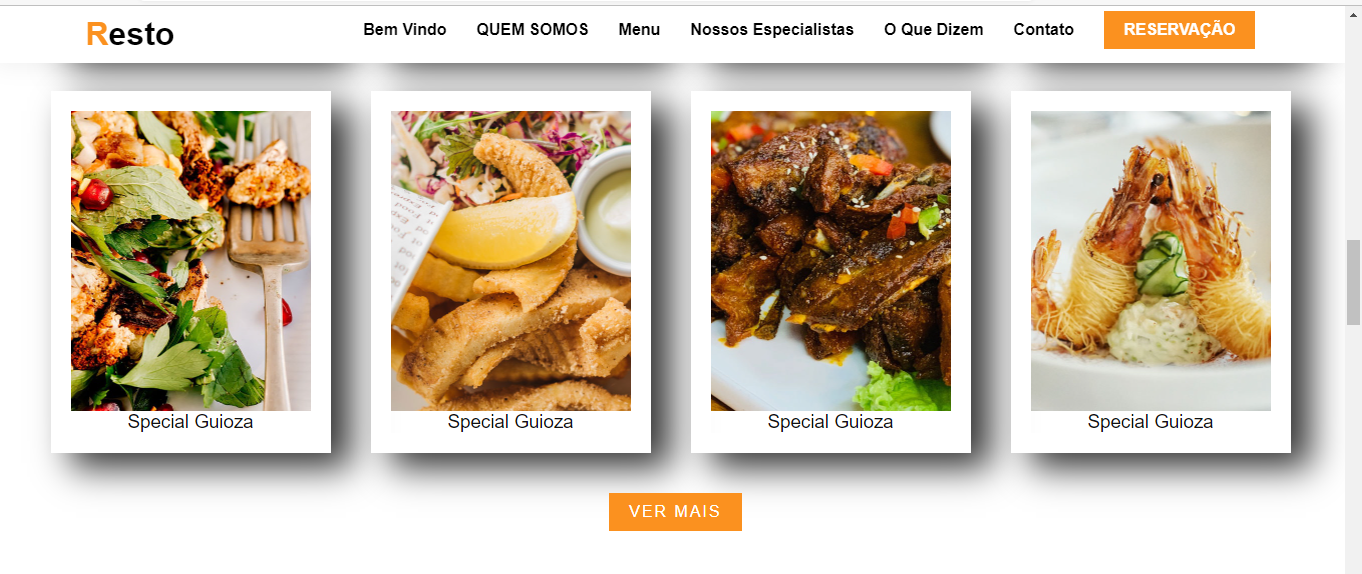 Resto
Bem Vindo QUEM SOMOS Menu Nossos Especialistas O Que Dizem Contato RESERVAÇÃO
Special Guioza Special Guioza Special Guioza Special Guioza
VER MAIS